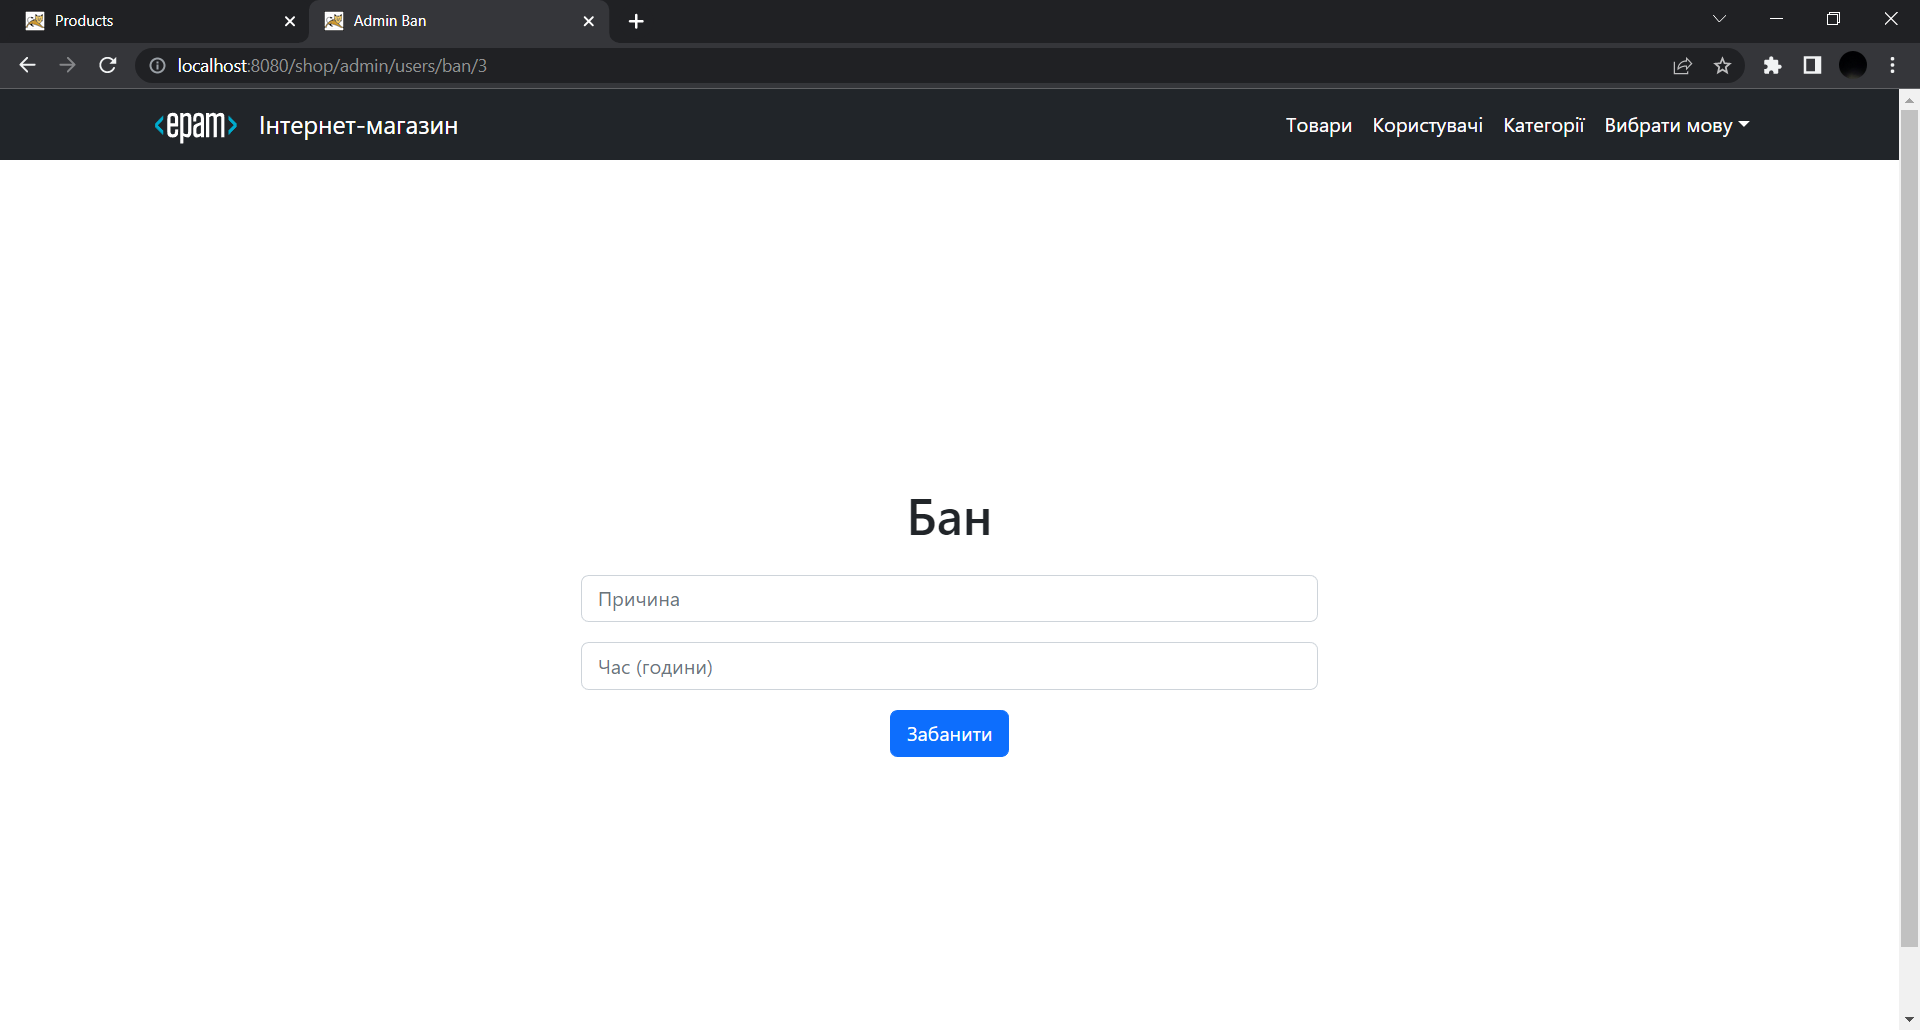 Products
Admin Ban
localhost:8080/shop/admin/users/ban/3
<epam> Інтернет-магазин
Товари Користувачі Категорії Вибрати мову
Бан
Причина
Час (години)
Забанити